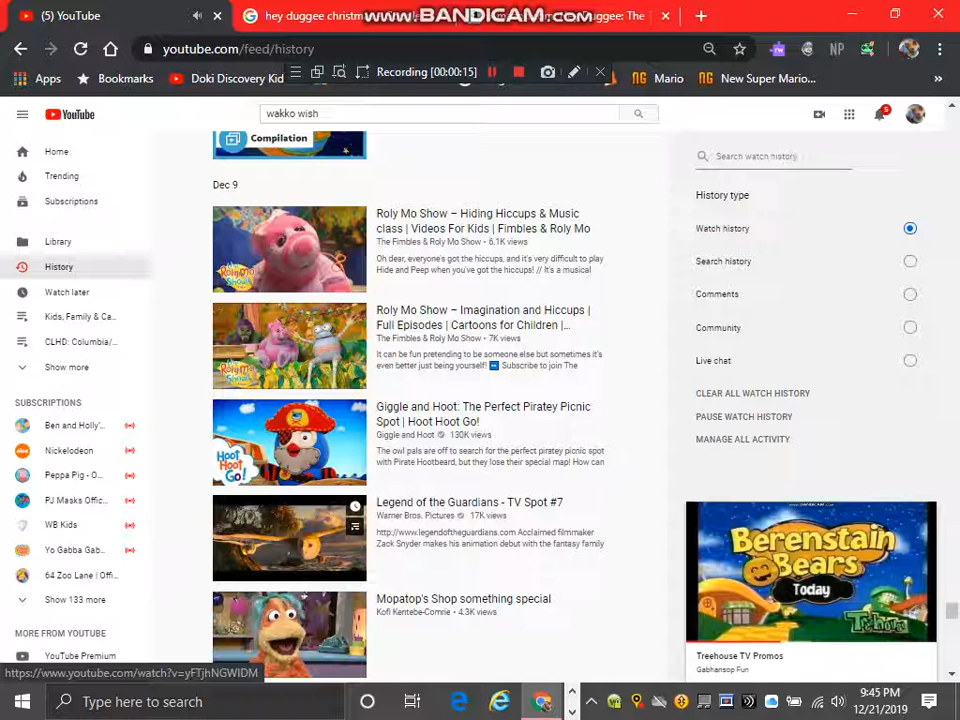 (5) YouTube
hey duggee christm
www.BANDICAM.com
uggee: The
youtube.com/feed/history
Apps
Bookmarks
Doki Discovery Kid
Recording [00:00:15]
Mario
New Super Mario...
YouTube
wakko wish
5
Home
Trending
Subscriptions
Library
History
Watch later
Kids, Family & Ca...
CLHD: Columbia/...
Show more
SUBSCRIPTIONS
Ben and Holly'...
Nickelodeon
Peppa Pig - O...
PJ Masks Offic...
WB Kids
Yo Gabba Gab...
64 Zoo Lane | Offi...
Show 133 more
MORE FROM YOUTUBE
YouTube Premium
https://www.youtube.com/watch?v=yFTjhNGWIDM
Compilation
Dec 9
Roly Mo Show – Hiding Hiccups & Music
class | Videos For Kids | Fimbles & Roly Mo
The Fimbles & Roly Mo Show • 6.1K views
Oh dear, everyone's got the hiccups, and it's very difficult to play
Hide and Peep when you've got the hiccups! // It's a musical
Roly Mo Show – Imagination and Hiccups |
Full Episodes | Cartoons for Children |...
The Fimbles & Roly Mo Show • 7K views
It can be fun pretending to be someone else but sometimes it's
even better just being yourself! ➡️ Subscribe to join The
HOOT HOOT GO!
Giggle and Hoot: The Perfect Piratey Picnic
Spot | Hoot Hoot Go!
Giggle and Hoot • 130K views
The owl pals are off to search for the perfect piratey picnic spot
with Pirate Hootbeard, but they lose their special map! How can
Legend of the Guardians - TV Spot #7
Warner Bros. Pictures • 17K views
http://www.legendoftheguardians.com Acclaimed filmmaker
Zack Snyder makes his animation debut with the fantasy family
Mopatop's Shop something special
Kofi Kentebe-Comrie • 4.3K views
Search watch history
History type
Watch history
Search history
Comments
Community
Live chat
CLEAR ALL WATCH HISTORY
PAUSE WATCH HISTORY
MANAGE ALL ACTIVITY
Berenstain
Bears
Today
Treehouse
Treehouse TV Promos
Gabhansop Fun
Type here to search
9:45 PM
12/21/2019